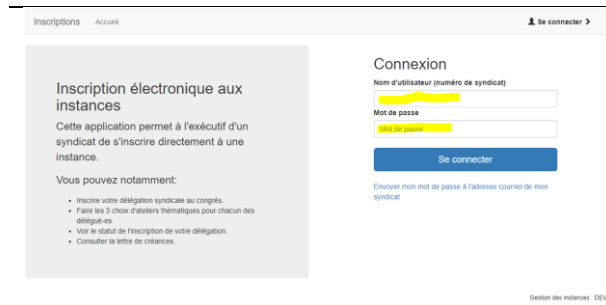 Inscriptions Accueil
Se connecter
Inscription électronique aux
instances
Cette application permet à l'exécutif d'un
syndicat de s'inscrire directement à une
instance.
Vous pouvez notamment:
Inscrire votre délégation syndicale au congrès.
Faire les 3 choix d'ateliers thématiques pour chacun des
délégué-es.
Voir le statut de l'inscription de votre délégation.
Consulter la lettre de créances.
Connexion
Nom d'utilisateur (numéro de syndicat)
Mot de passe
Mot de passe
Se connecter
Envoyer mon mot de passe à l'adresse courriel de mon
syndicat
Gestion des instances : DEV